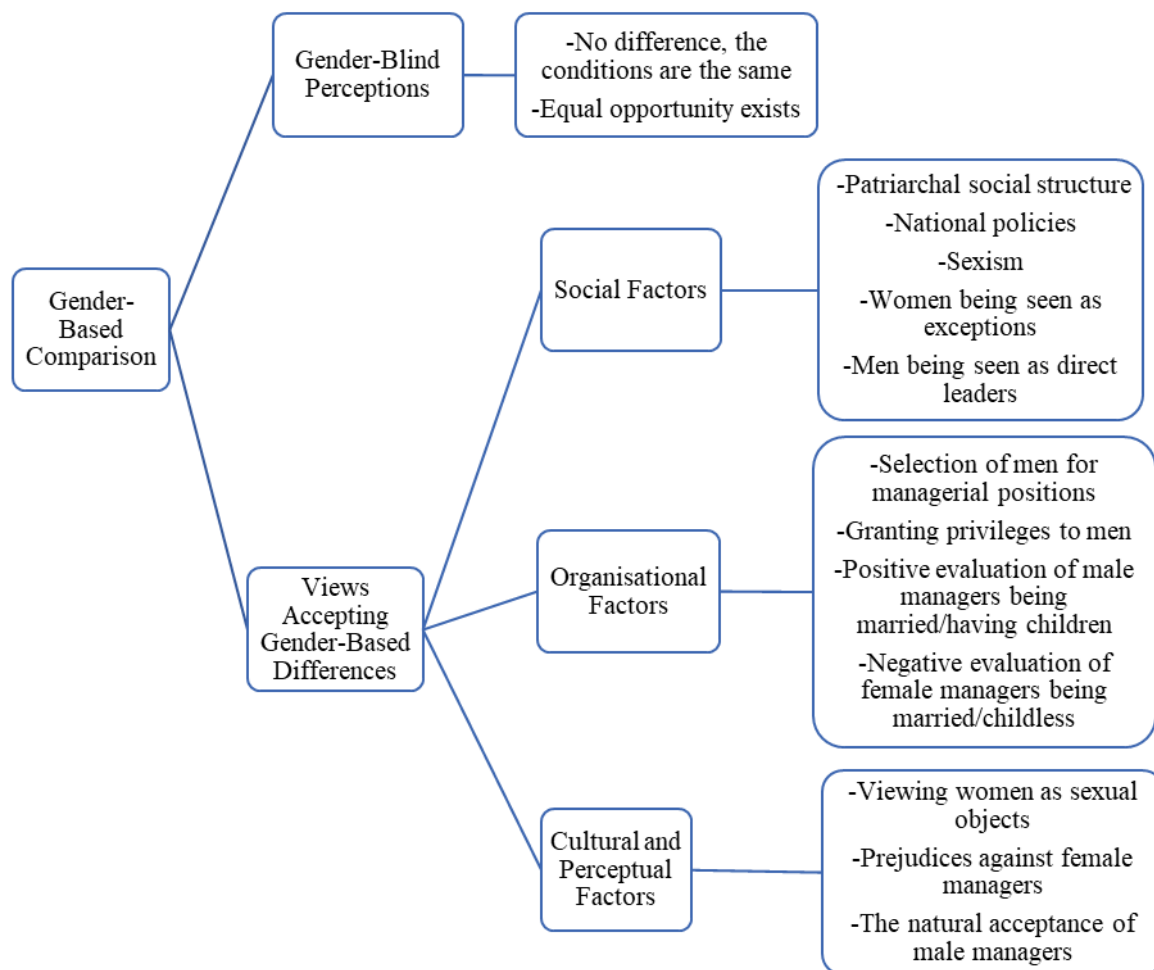 Gender-Blind
Perceptions
-No difference, the
conditions are the same
-Equal opportunity exists
Gender-
Based
Comparison
Social Factors
-Patriarchal social structure
-National policies
-Sexism
-Women being seen as
exceptions
-Men being seen as direct
leaders
Views
Accepting
Gender-Based
Differences
Organisational
Factors
-Selection of men for
managerial positions
-Granting privileges to men
-Positive evaluation of male
managers being
married/having children
-Negative evaluation of
female managers being
married/childless
Cultural and
Perceptual
Factors
-Viewing women as sexual
objects
-Prejudices against female
managers
-The natural acceptance of
male managers